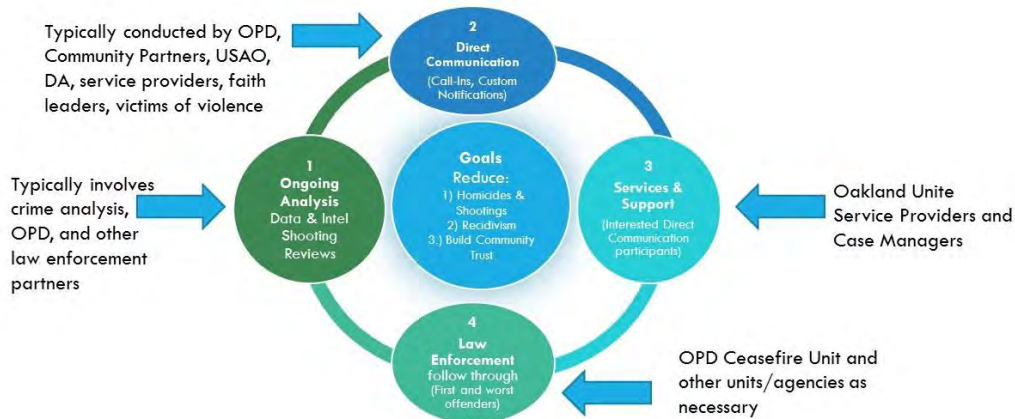 Typically conducted by OPD,
Community Partners, USAO,
DA, service providers, faith
leaders, victims of violence
2
Direct
Communication
(Call-Ins, Custom
Notifications)
Typically involves
crime analysis,
OPD, and other
law enforcement
partners
1
Ongoing
Analysis
Data & Intel
Shooting
Reviews
Goals
Reduce:
1) Homicides &
Shootings
2) Recidivism
3.) Build Community
Trust
3
Services &
Support
(Interested Direct
Communication
participants)
Oakland Unite
Service Providers and
Case Managers
4
Law
Enforcement
follow through
(First and worst
offenders)
OPD Ceasefire Unit and
other units/agencies as
necessary